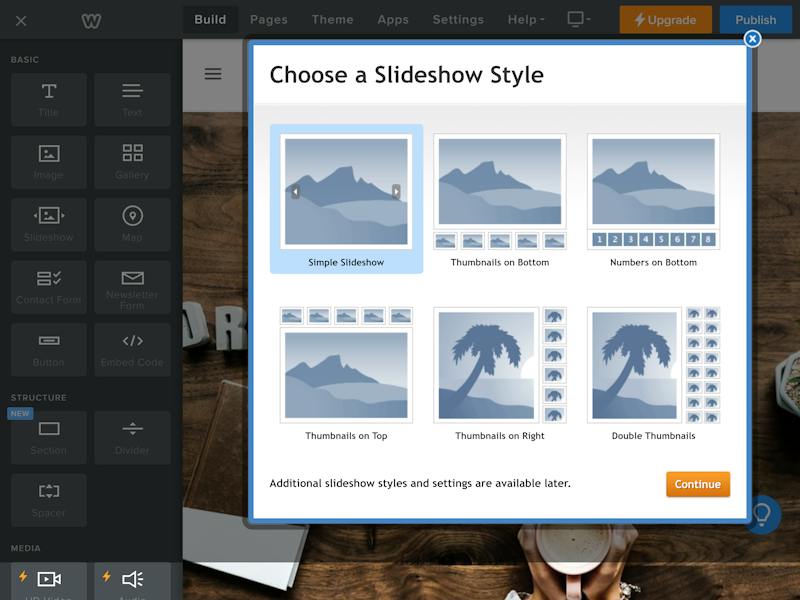 Build
Pages
Theme
Apps
Settings
Help
Upgrade
Publish
BASIC
Title
Text
Image
Gallery
Slideshow
Map
Contact Form
Newsletter
Form
Button
Embed Code
STRUCTURE
NEW
Section
Divider
Spacer
MEDIA
HD Video
Audio
Choose a Slideshow Style
Simple Slideshow
Thumbnails on Bottom
1 2 3 4 5 6 7 8
Numbers on Bottom
Thumbnails on Top
Thumbnails on Right
Double Thumbnails
Additional slideshow styles and settings are available later.
Continue